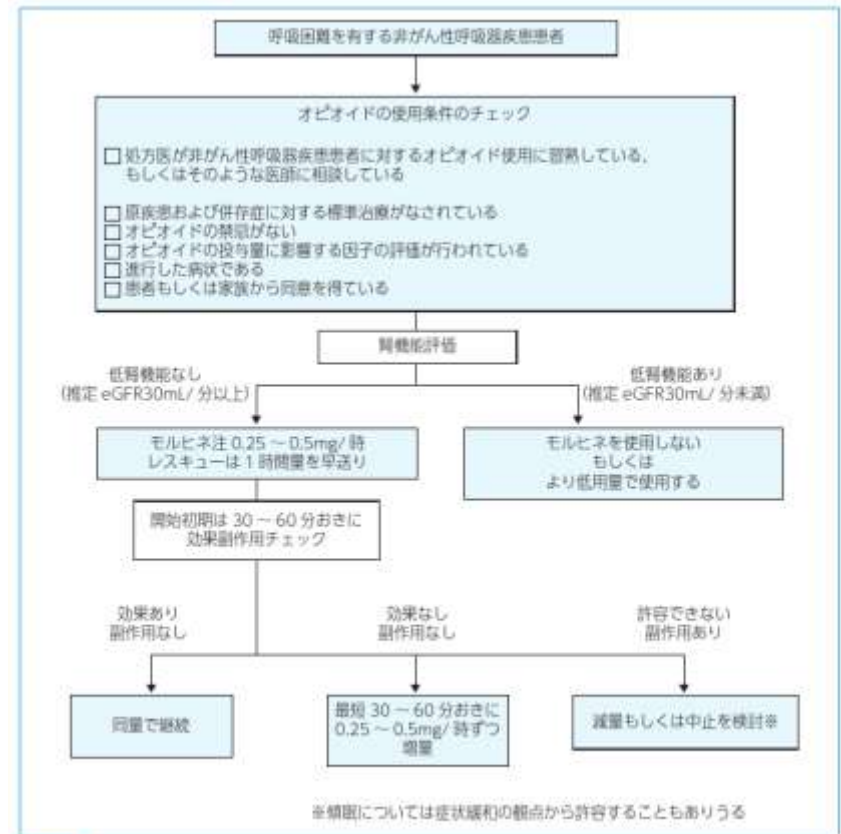 呼吸困難を有する非がん性呼吸器疾患患者
オピオイドの使用条件のチェック
□ 処方医が非がん性呼吸器疾患患者に対するオピオイド使用に習熟している，
もしくはそのような医師に相談している
□ 原疾患および併存症に対する標準治療がなされている
□ オピオイドの禁忌がない
□ オピオイドの投与量に影響する因子の評価が行われている
□ 進行した病状である
□ 患者もしくは家族から同意を得ている
腎機能評価
低腎機能なし
(推定 eGFR30mL/ 分以上)
低腎機能あり
(推定 eGFR30mL/ 分未満)
モルヒネ注 0.25 ～ 0.5mg/ 時
レスキューは 1 時間量を早送り
モルヒネを使用しない
もしくは
より低用量で使用する
開始初期は 30 ～ 60 分おきに
効果副作用チェック
効果あり
副作用なし
効果なし
副作用なし
許容できない
副作用あり
同量で継続
最短 30 ～ 60 分おきに
0.25 ～ 0.5mg/ 時ずつ
増量
減量もしくは中止を検討※
※傾眠については症状緩和の観点から許容することもありうる